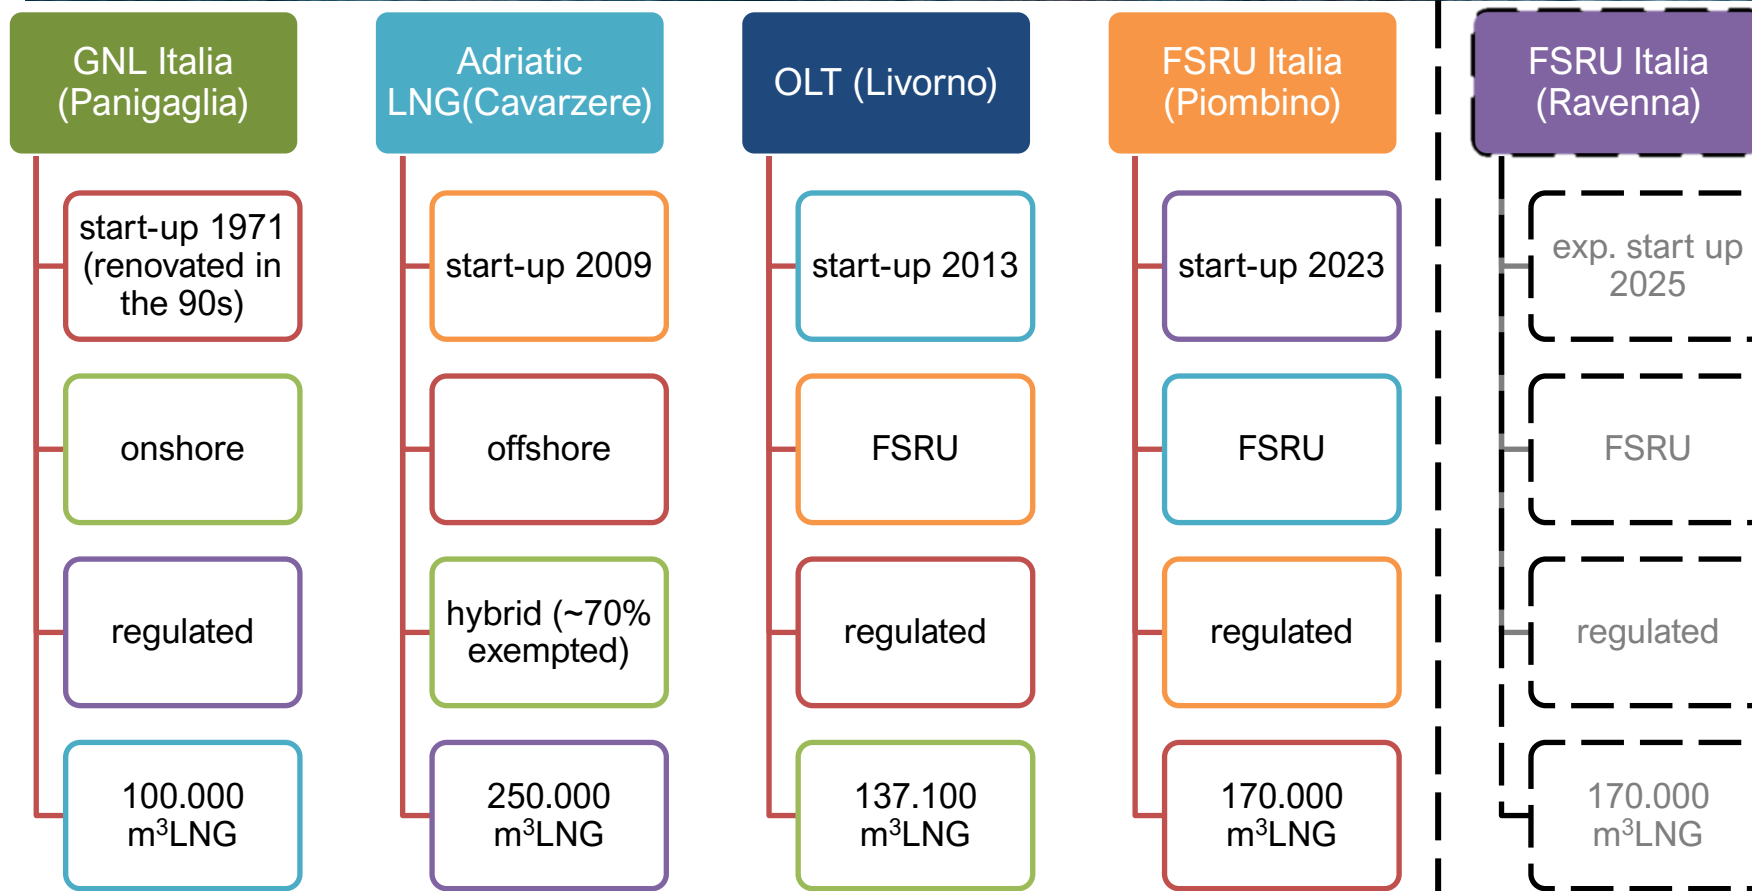 GNL Italia
(Panigaglia)
start-up 1971
(renovated in
the 90s)
onshore
regulated
100.000
m³LNG
Adriatic
LNG(Cavarzere)
start-up 2009
offshore
hybrid (~70%
exempted)
250.000
m³LNG
OLT (Livorno)
start-up 2013
FSRU
regulated
137.100
m³LNG
FSRU Italia
(Piombino)
start-up 2023
FSRU
regulated
170.000
m³LNG
FSRU Italia
(Ravenna)
exp. start up
2025
FSRU
regulated
170.000
m³LNG